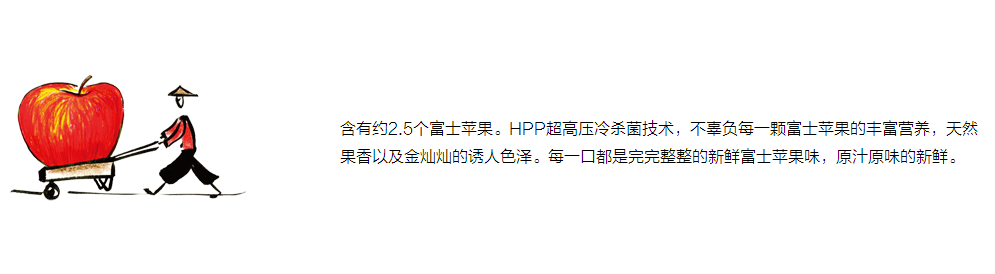 含有约2.5个富士苹果。HPP超高压冷杀菌技术，不辜负每一颗富士苹果的丰富营养，天然
果香以及金灿灿的诱人色泽。每一口都是完完整整的新鲜富士苹果味，原汁原味的新鲜。